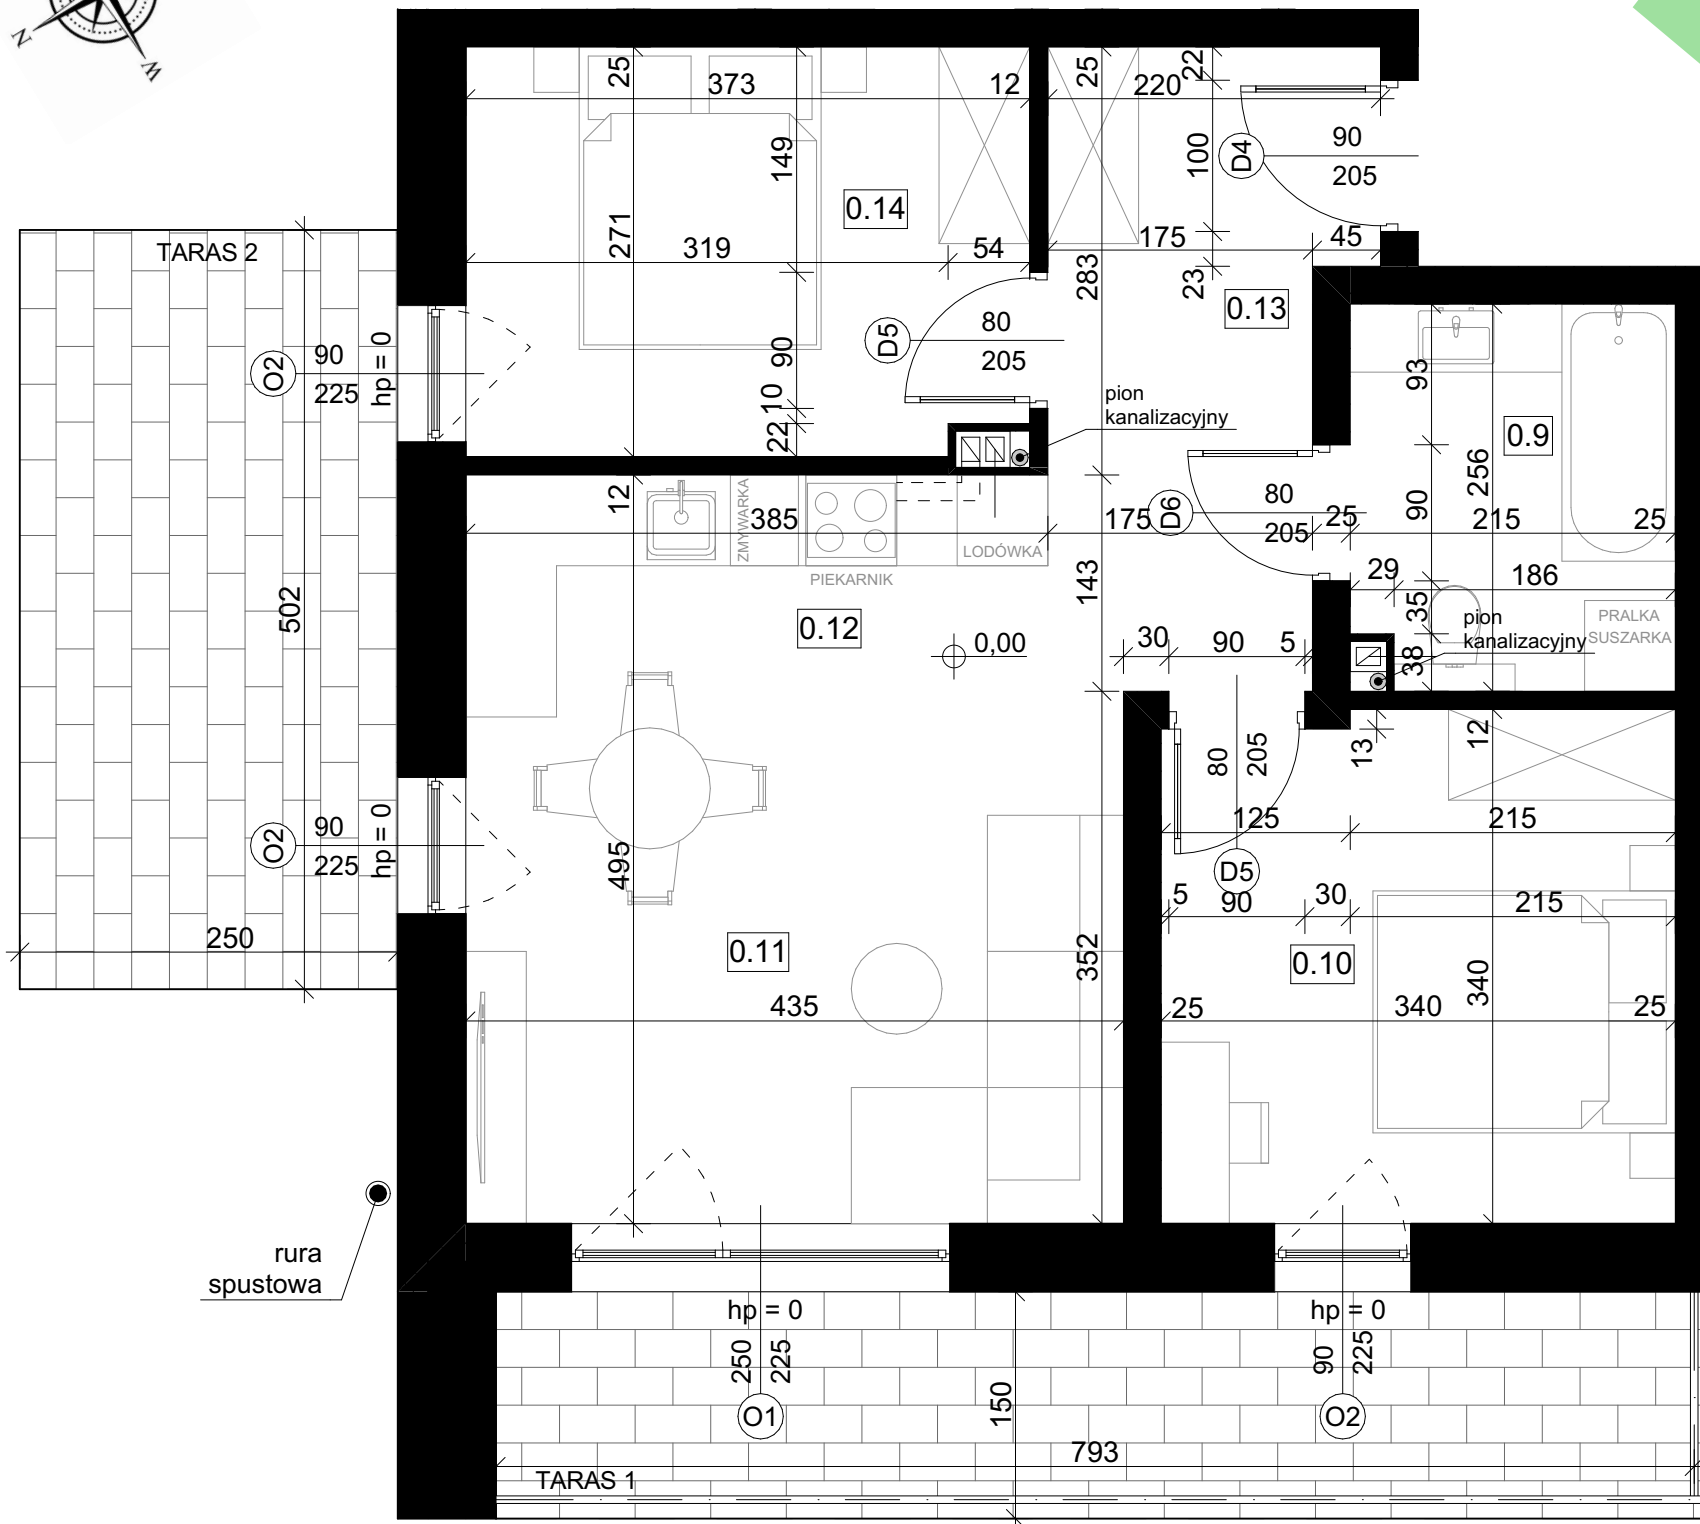 N
W
25
373
12
25
220
22
149
100
D4
90
205
0.14
271
319
54
175
45
283
23
0.13
TARAS 2
O2
90
225
hp = 0
D5
80
205
90
10
22
pion
kanalizacyjny
93
0.9
256
12
ZMYWARKA
385
PIEKARNIK
LODÓWKA
175
D6
80
205
25
90
215
25
143
29
186
35
38
pion
kanalizacyjny
PRALKA
SUSZARKA
502
0.12
0,00
30
90
5
80
205
13
12
O2
90
225
hp = 0
495
125
215
D5
5
90
30
215
250
0.11
352
0.10
340
435
25
340
25
rura
spustowa
hp = 0
250
225
O1
hp = 0
90
225
O2
150
793
TARAS 1